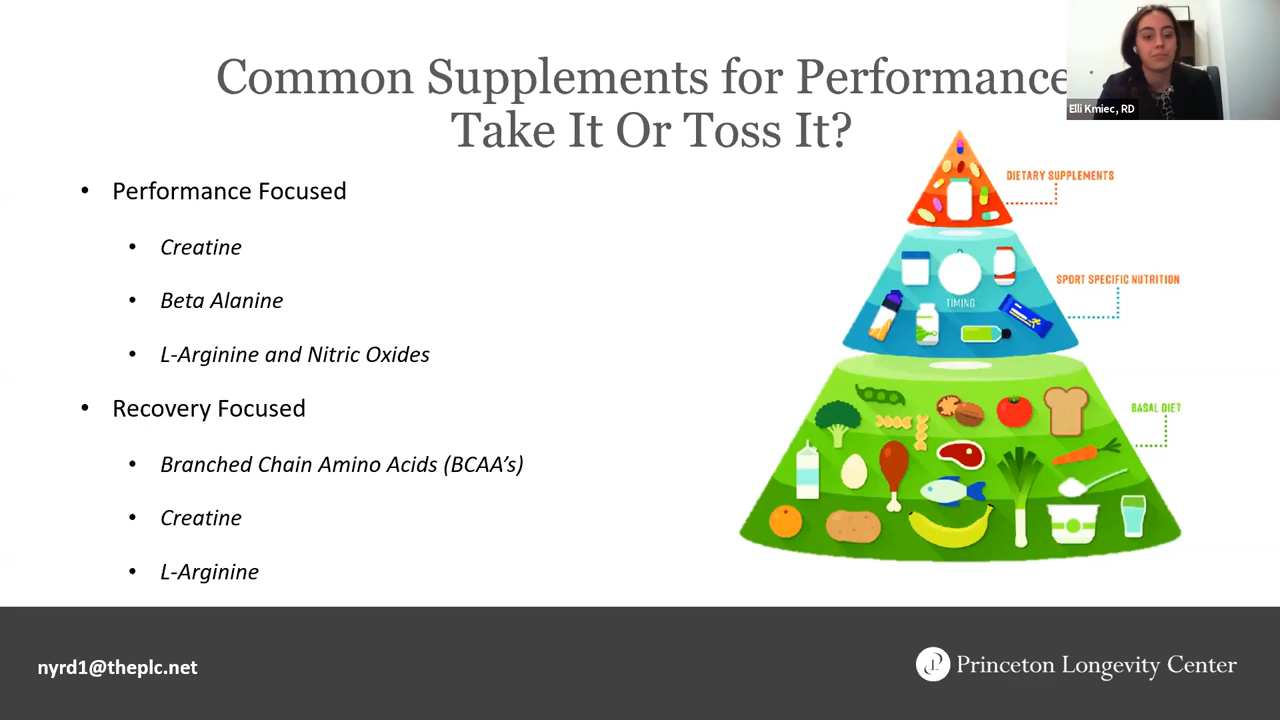 Common Supplements for Performance
Take It Or Toss It?
Elli Kmiec, RD
• Performance Focused
• Creatine
• Beta Alanine
• L-Arginine and Nitric Oxides
• Recovery Focused
• Branched Chain Amino Acids (BCAA’s)
• Creatine
• L-Arginine
DIETARY SUPPLEMENTS
SPORT SPECIFIC NUTRITION
TIMING
BASAL DIET
nyrd1@theplc.net
Princeton Longevity Center